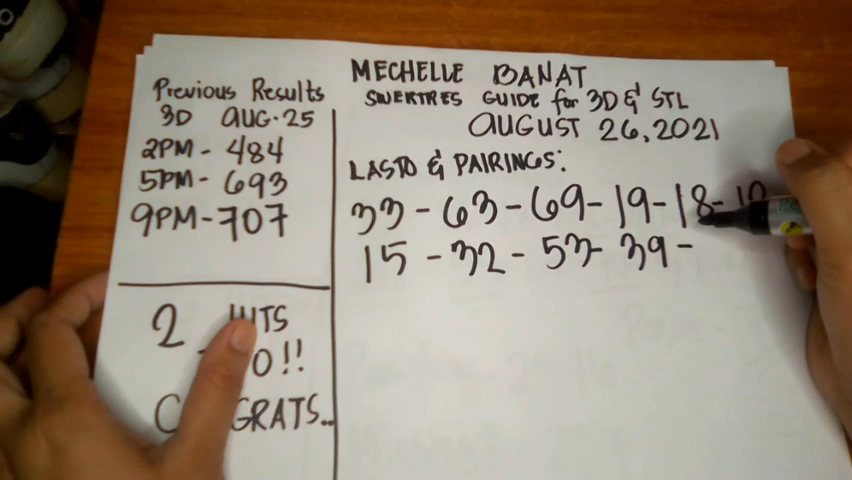 Previous Results
3D AUG. 25
2PM - 484
5PM - 693
9PM - 707
2
O!!
MECHELLE BANAT
SWERTRES GUIDE for 3D & STL
AUGUST 26, 2021
LASTO & PAIRINGS:
33 - 63 - 69 - 19 - 18 -
15 - 32 - 53 - 39 -